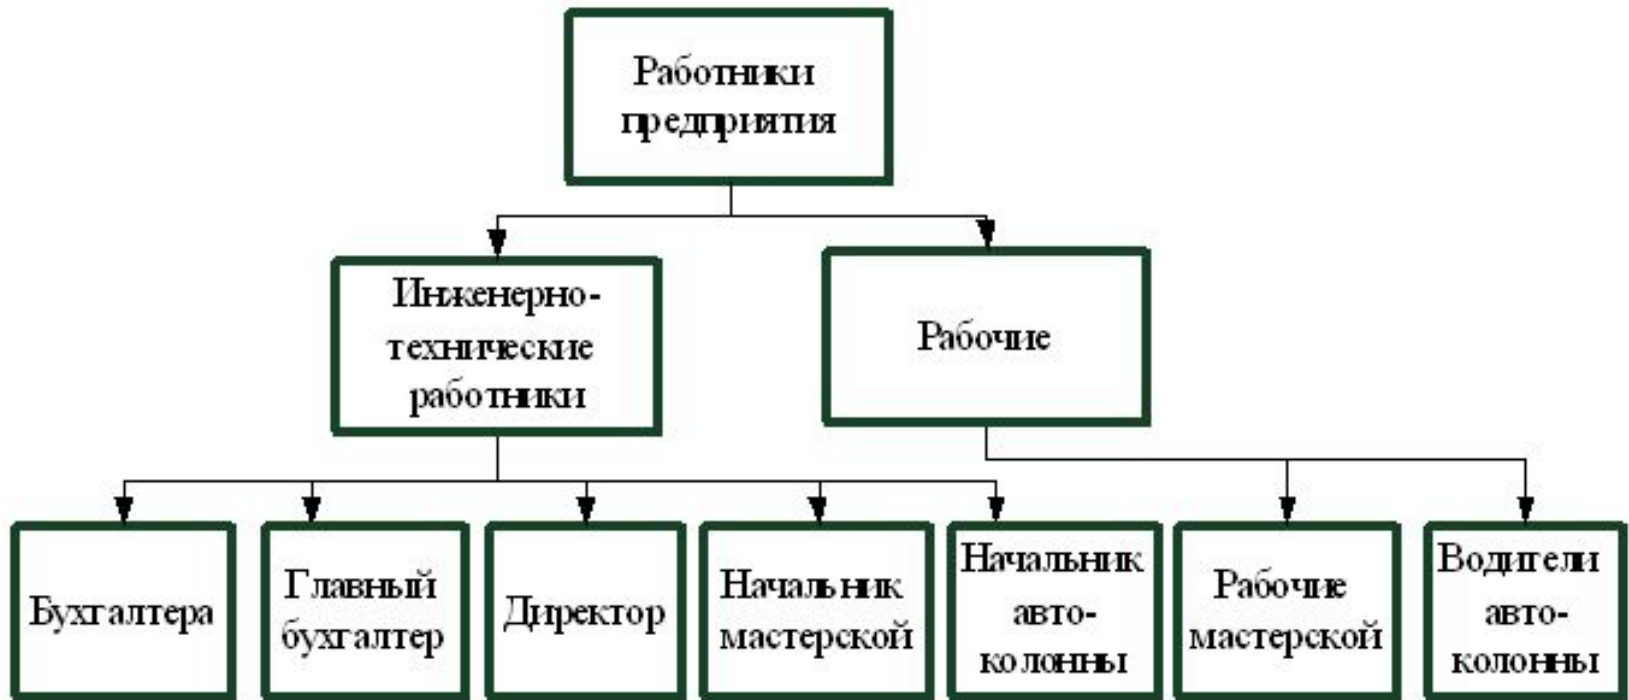 Работники
предприятия
Инженерно-
технические
работники
Рабочие
Бухгалтера
Главный
бухгалтер
Директор
Начальник
мастерской
Начальник
авто-
колонны
Рабочие
мастерской
Водители
авто-
колонны